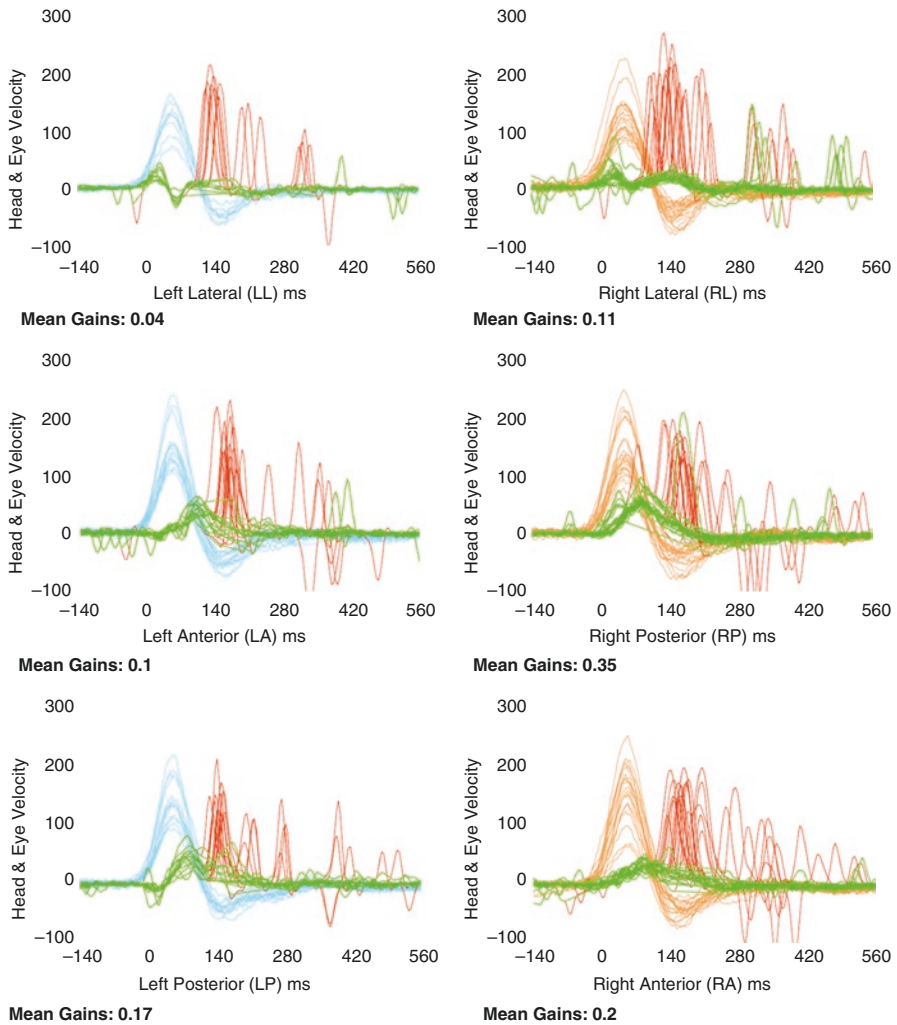 300
200
100
0
−100
Head & Eye Velocity
−140 0 140 280 420 560
Left Lateral (LL) ms
Mean Gains: 0.04
300
200
100
0
−100
Head & Eye Velocity
−140 0 140 280 420 560
Right Lateral (RL) ms
Mean Gains: 0.11
300
200
100
0
−100
Head & Eye Velocity
−140 0 140 280 420 560
Left Anterior (LA) ms
Mean Gains: 0.1
300
200
100
0
−100
Head & Eye Velocity
−140 0 140 280 420 560
Right Posterior (RP) ms
Mean Gains: 0.35
300
200
100
0
−100
Head & Eye Velocity
−140 0 140 280 420 560
Left Posterior (LP) ms
Mean Gains: 0.17
300
200
100
0
−100
Head & Eye Velocity
−140 0 140 280 420 560
Right Anterior (RA) ms
Mean Gains: 0.2